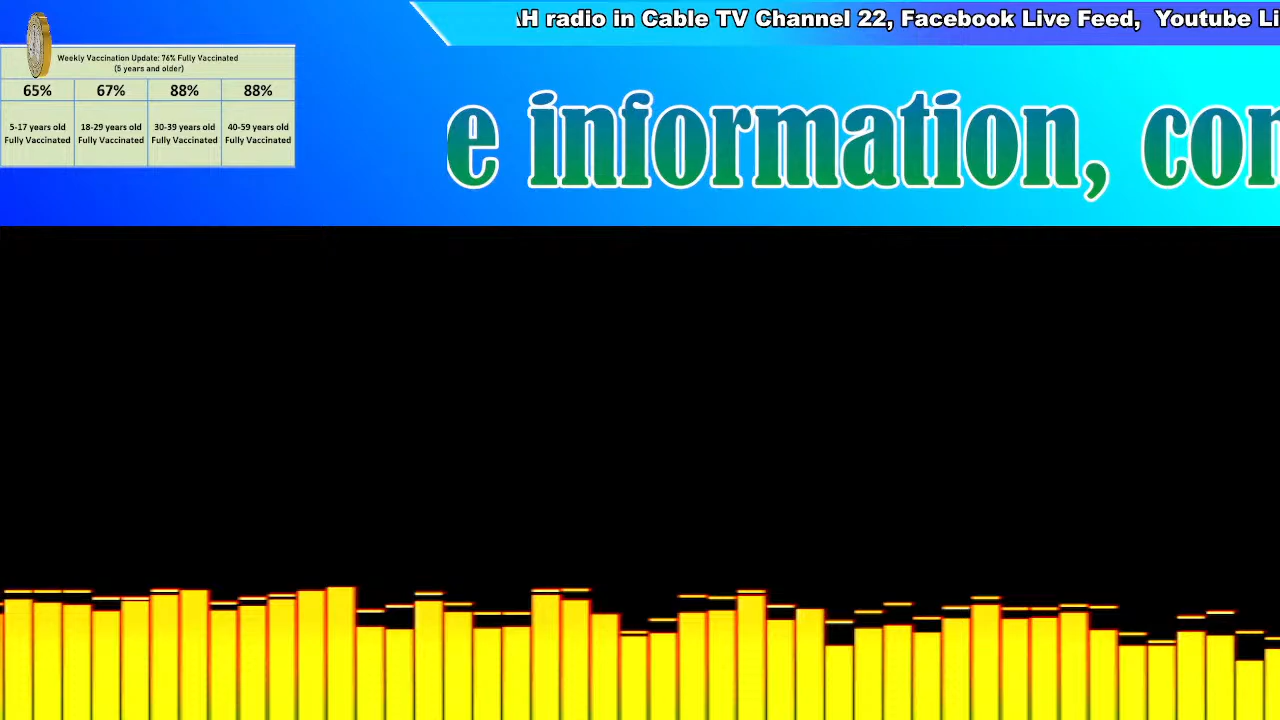 AH radio in Cable TV Channel 22, Facebook Live Feed, Youtube Li
Weekly Vaccination Update: 76% Fully Vaccinated
(5 years and older)
65% 67% 88% 88%
5-17 years old 18-29 years old 30-39 years old 40-59 years old
Fully Vaccinated Fully Vaccinated Fully Vaccinated Fully Vaccinated
e information, con